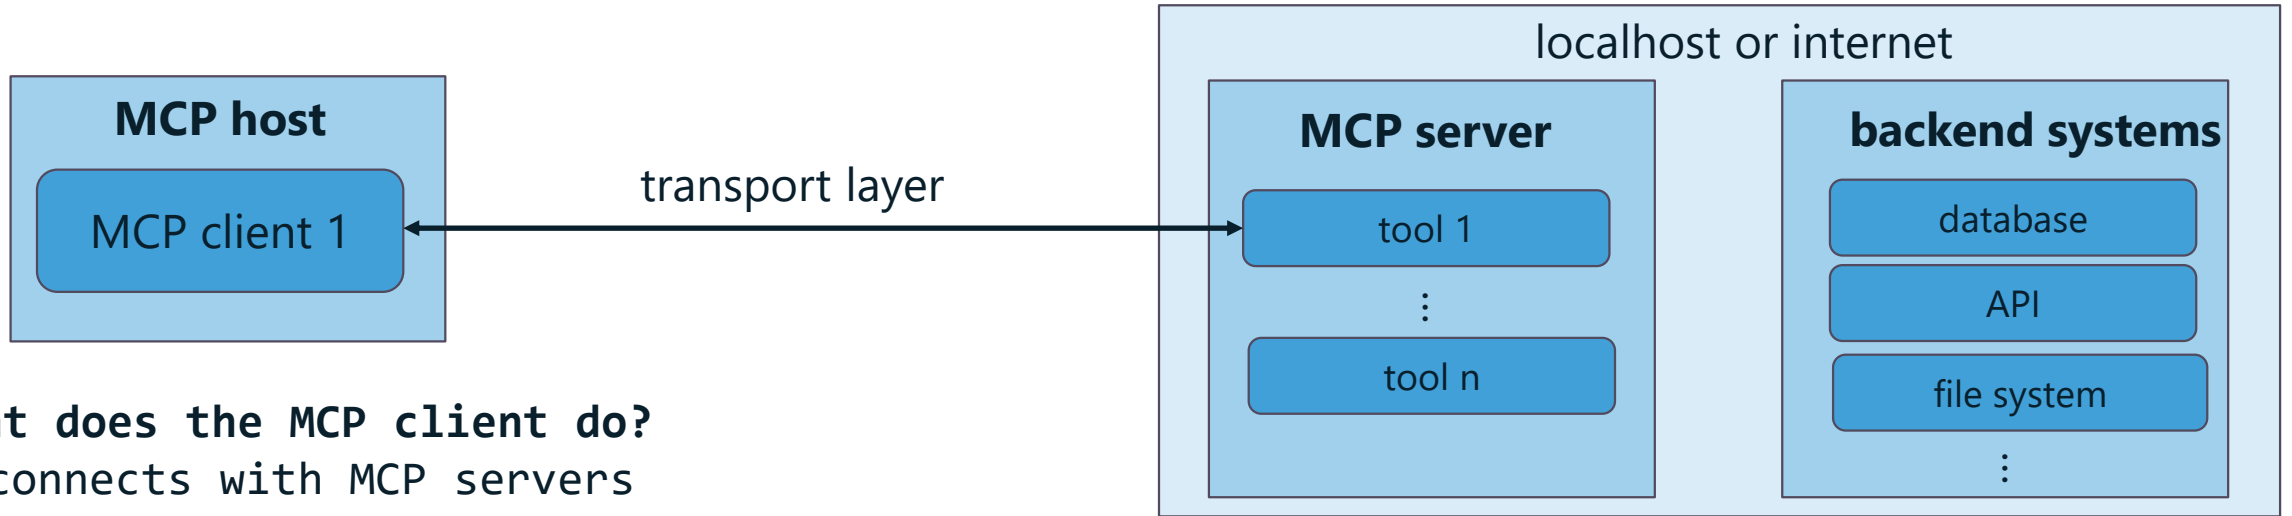 localhost or internet
MCP host
MCP client 1
transport layer
MCP server
tool 1
⋮
tool n
backend systems
database
API
file system
⋮
t does the MCP client do?
connects with MCP servers